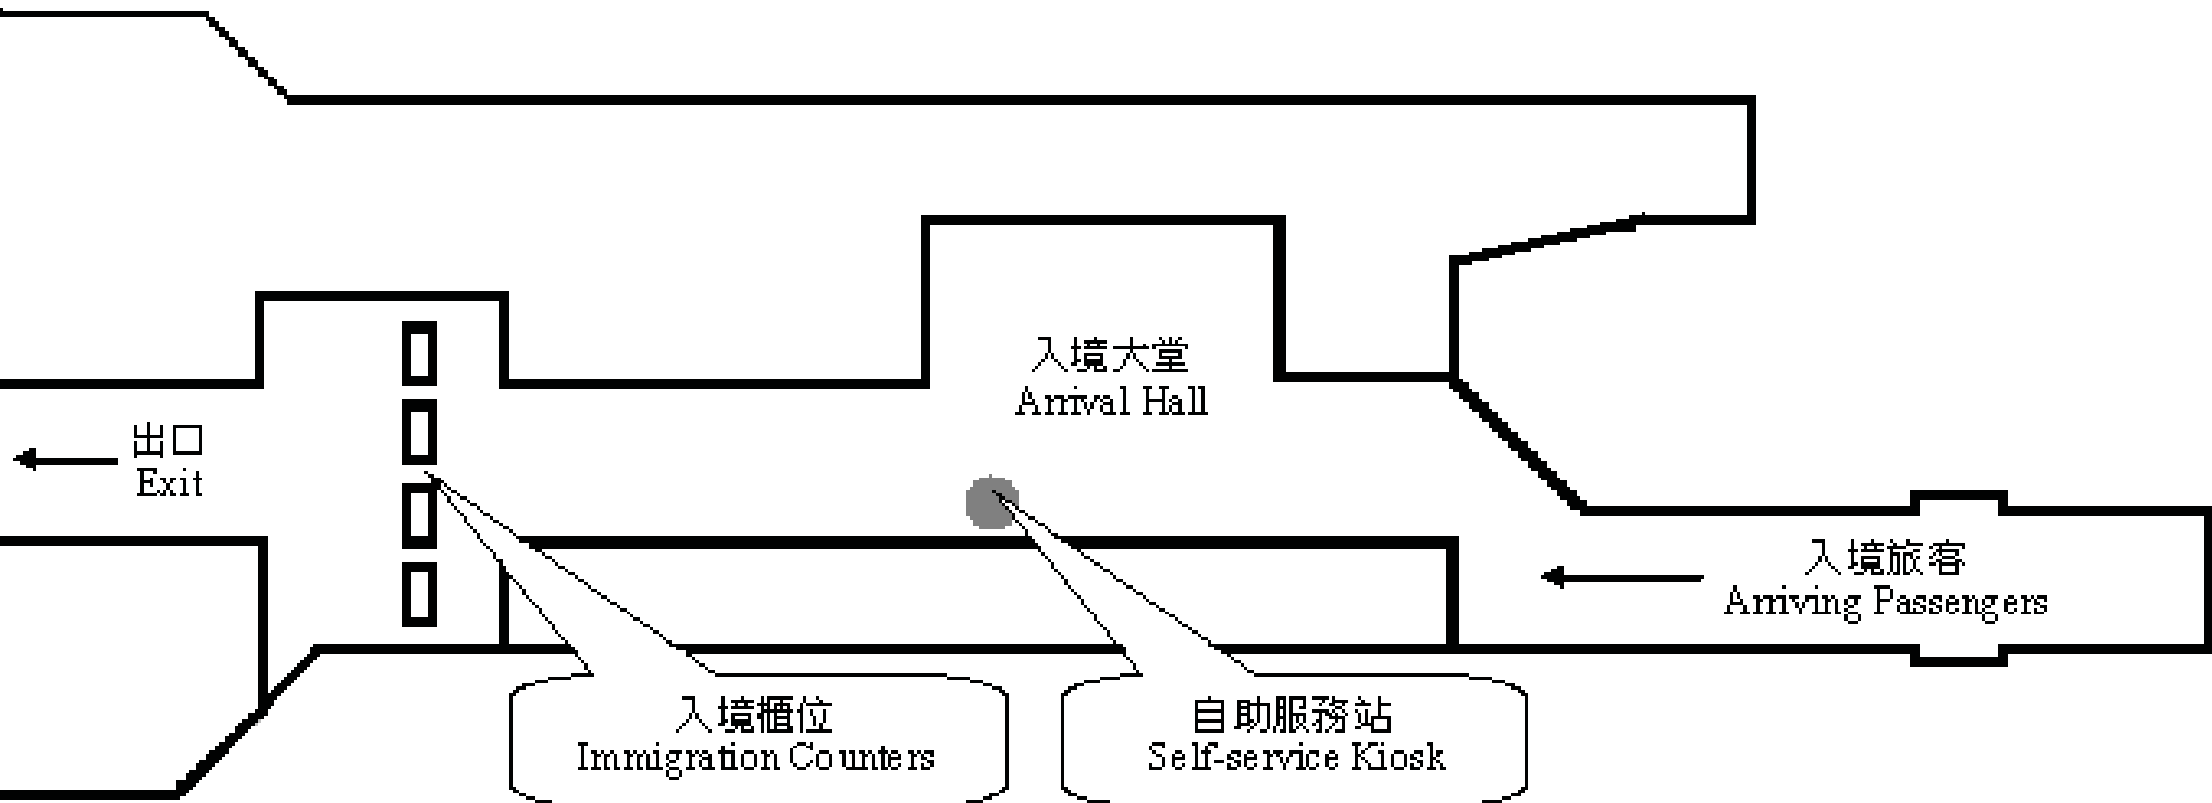 入境大堂
Arrival Hall
出口
Exit
入境旅客
Arriving Passengers
入境櫃位
Immigration Counters
自助服務站
Self-service Kiosk